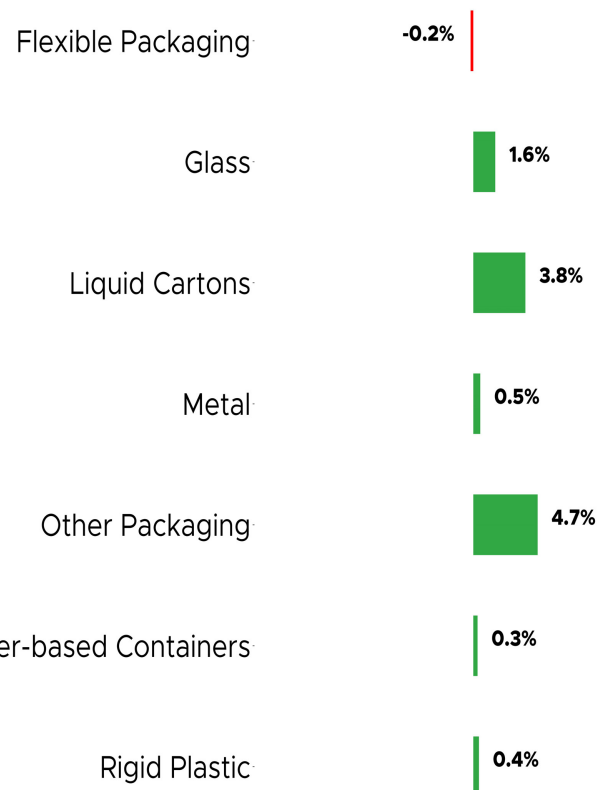 Flexible Packaging -0.2%
Glass 1.6%
Liquid Cartons 3.8%
Metal 0.5%
Other Packaging 4.7%
er-based Containers 0.3%
Rigid Plastic 0.4%